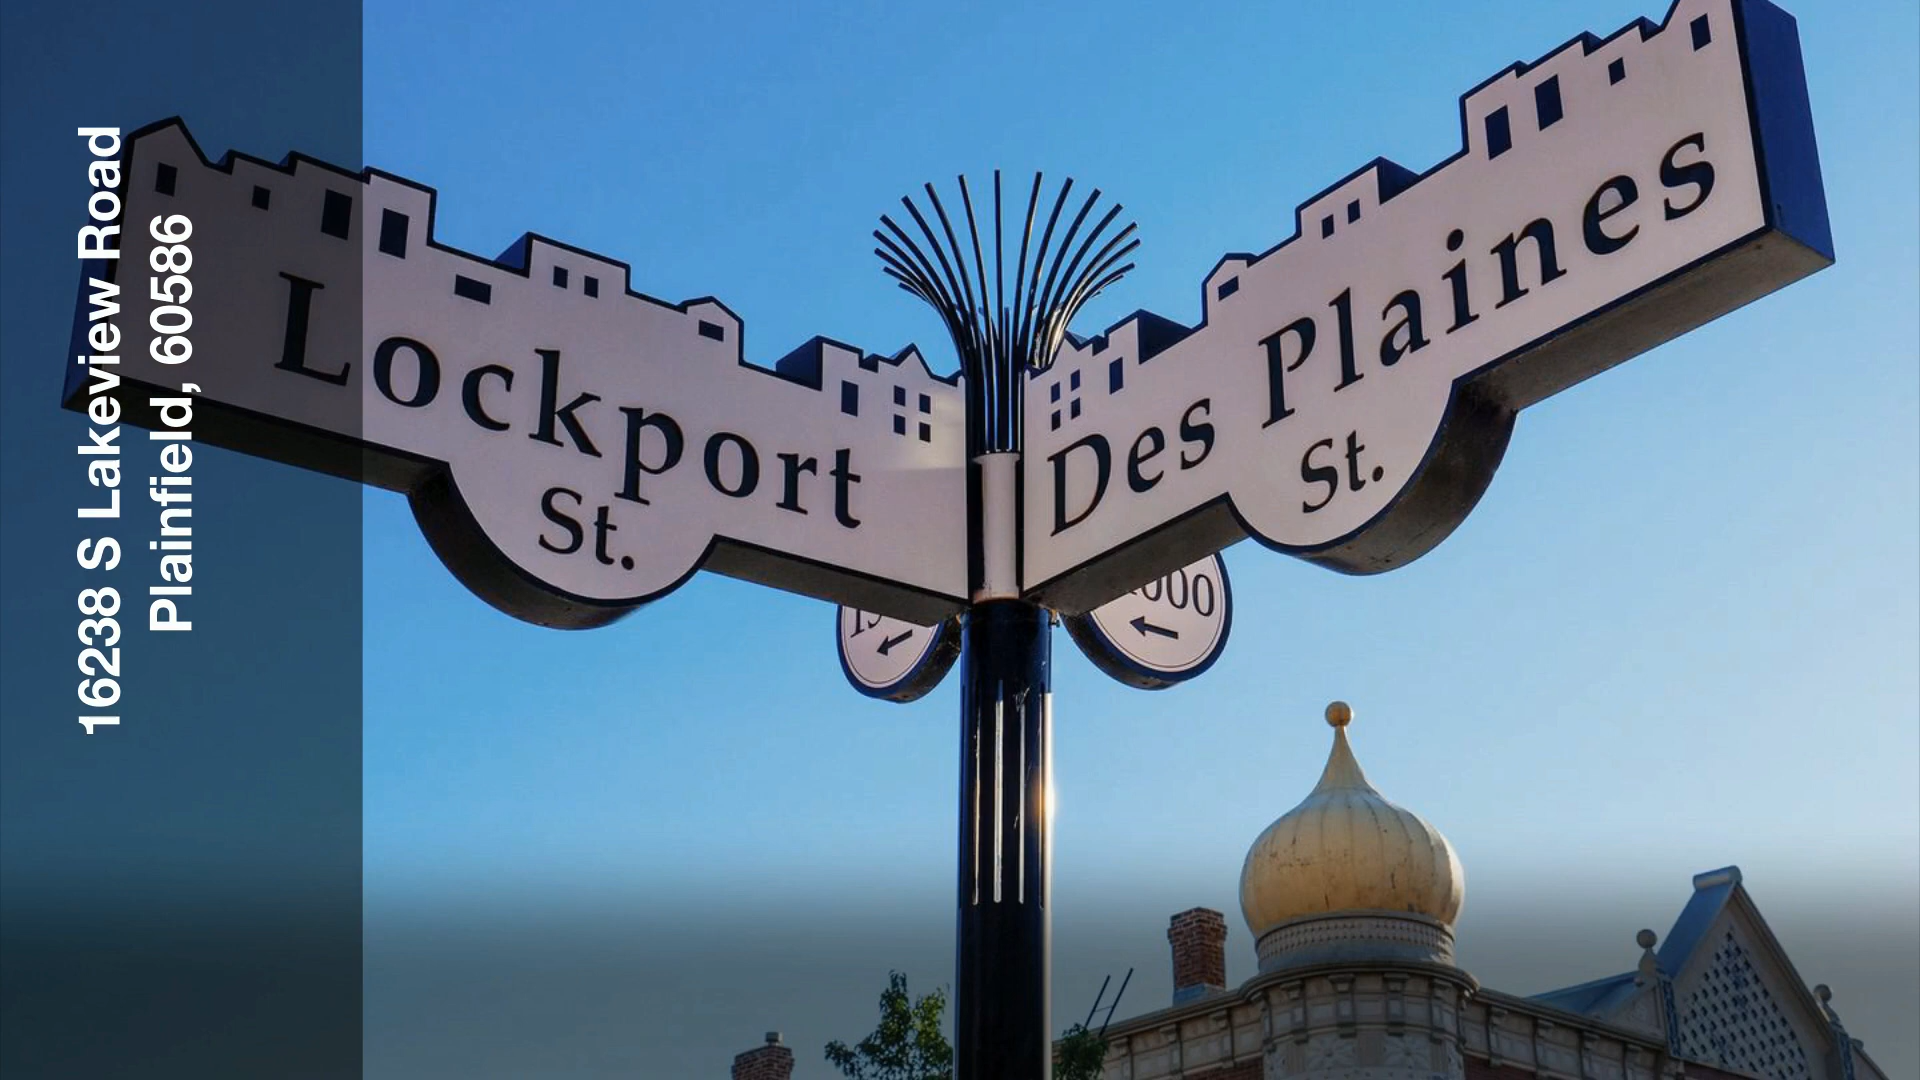 16238 S Lakeview Road
Plainfield, 60586
Lockport
St.
Des Plaines
St.